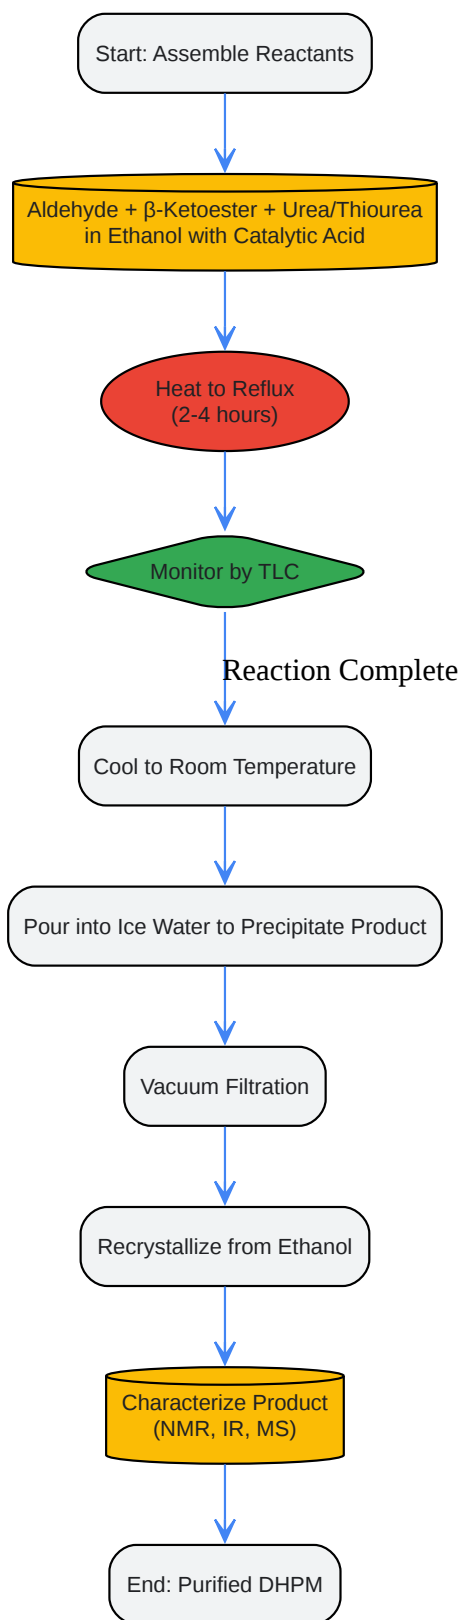 Start: Assemble Reactants
Aldehyde + β-Ketoester + Urea/Thiourea
in Ethanol with Catalytic Acid
Heat to Reflux
(2-4 hours)
Monitor by TLC
Reaction Complete
Cool to Room Temperature
Pour into Ice Water to Precipitate Product
Vacuum Filtration
Recrystallize from Ethanol
Characterize Product
(NMR, IR, MS)
End: Purified DHPM